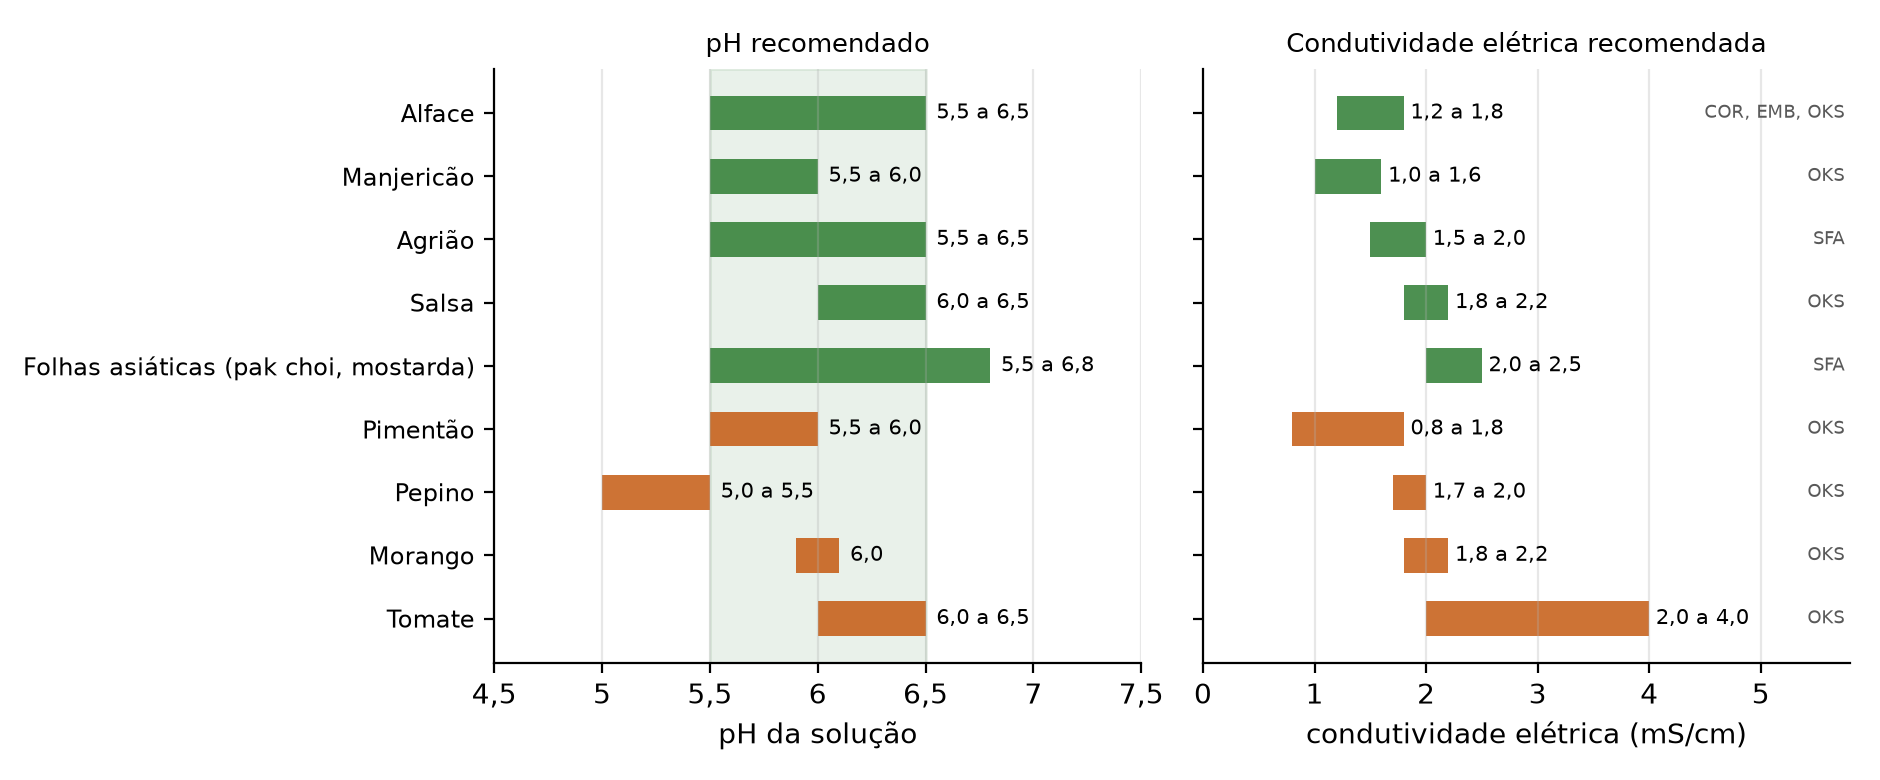 pH recomendado
Condutividade elétrica recomendada
Alface 5,5 a 6,5 1,2 a 1,8 COR, EMB, OKS
Manjericão 5,5 a 6,0 1,0 a 1,6 OKS
Agrião 5,5 a 6,5 1,5 a 2,0 SFA
Salsa 6,0 a 6,5 1,8 a 2,2 OKS
Folhas asiáticas (pak choi, mostarda) 5,5 a 6,8 2,0 a 2,5 SFA
Pimentão 5,5 a 6,0 0,8 a 1,8 OKS
Pepino 5,0 a 5,5 1,7 a 2,0 OKS
Morango 6,0 1,8 a 2,2 OKS
Tomate 6,0 a 6,5 2,0 a 4,0 OKS
4,5 5 5,5 6 6,5 7 7,5
0 1 2 3 4 5
pH da solução
condutividade elétrica (mS/cm)